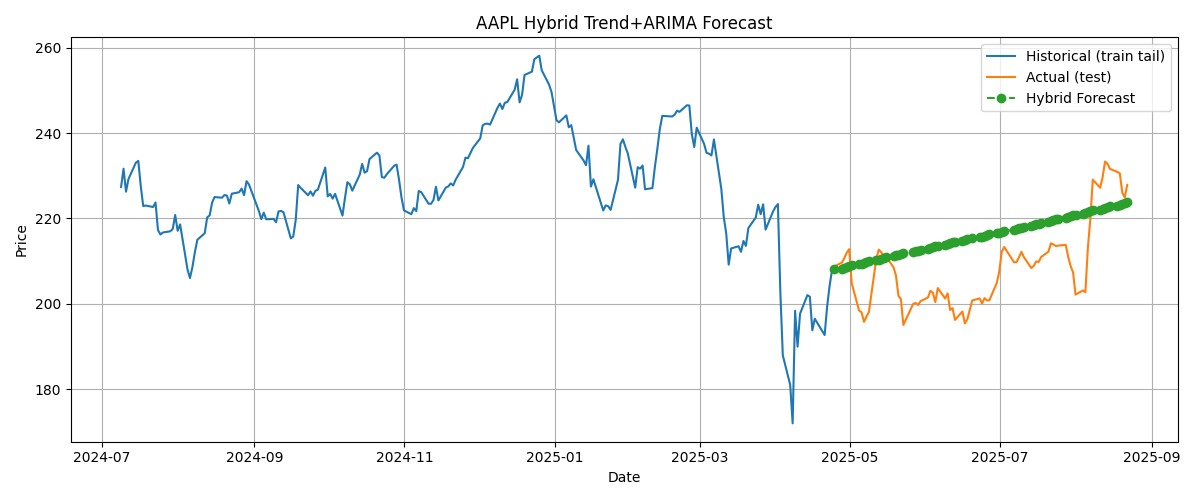 AAPL Hybrid Trend+ARIMA Forecast
260
240
220
200
180
Price
Historical (train tail)
Actual (test)
Hybrid Forecast
2024-07
2024-09
2024-11
2025-01
2025-03
2025-05
2025-07
2025-09
Date